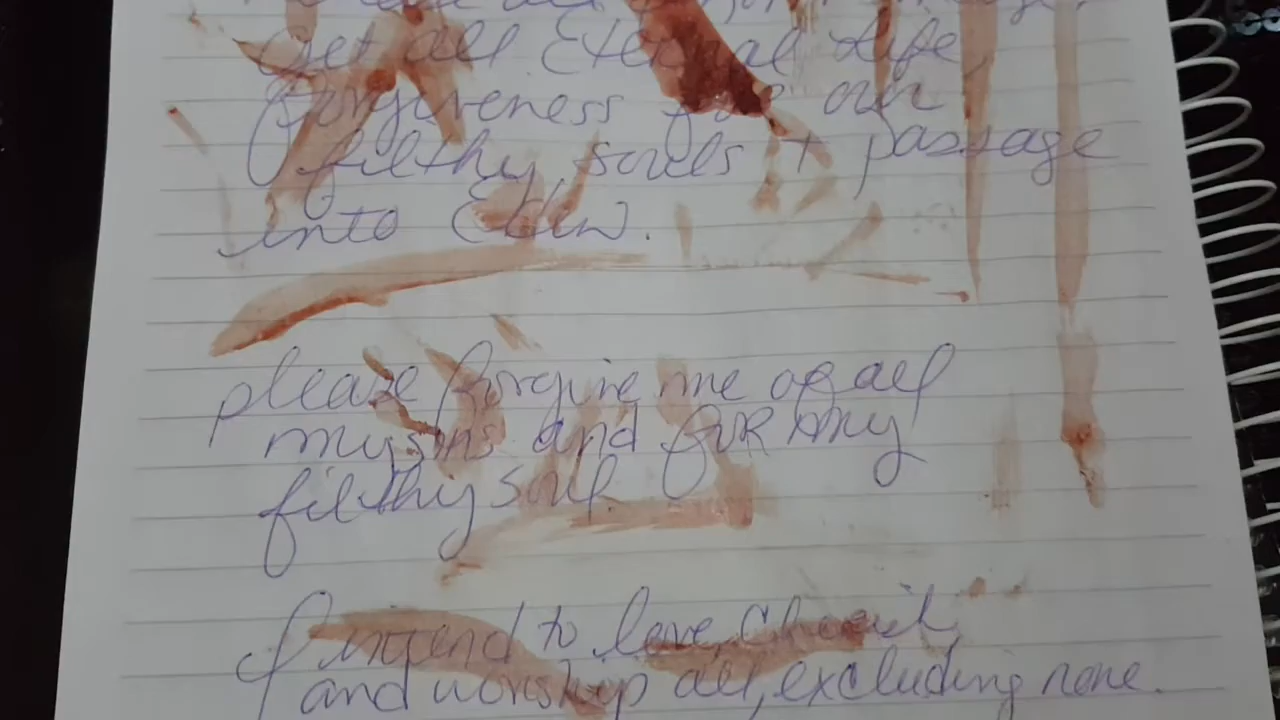 get all Eternal Life,
forgiveness for our
filthy souls + passage
into Eden.
please forgive me of all
my sins and for my
filthy soul.
I intend to love, Cherish,
and worship all, excluding none.